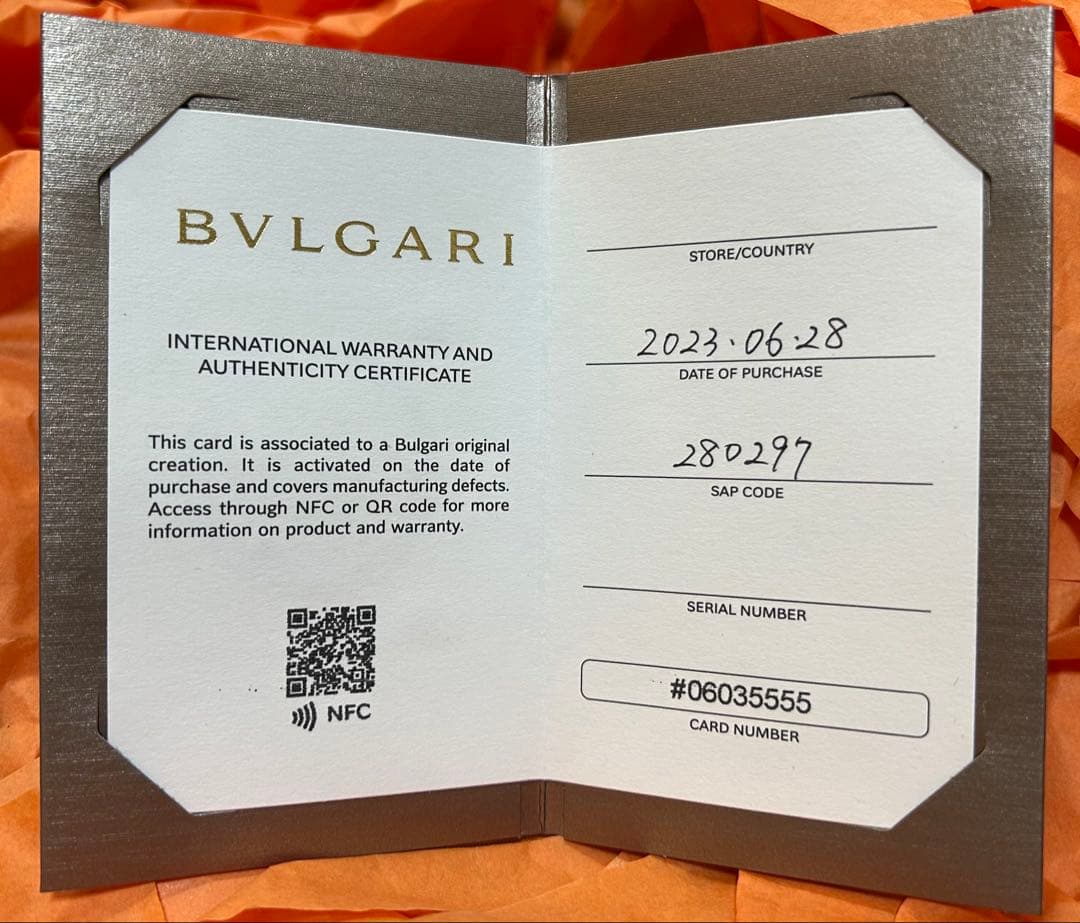 BVLGARI
INTERNATIONAL WARRANTY AND
AUTHENTICITY CERTIFICATE
This card is associated to a Bulgari original
creation. It is activated on the date of
purchase and covers manufacturing defects.
Access through NFC or QR code for more
information on product and warranty.
NFC
STORE/COUNTRY
2023.06.28
DATE OF PURCHASE
280297
SAP CODE
SERIAL NUMBER
#06035555
CARD NUMBER